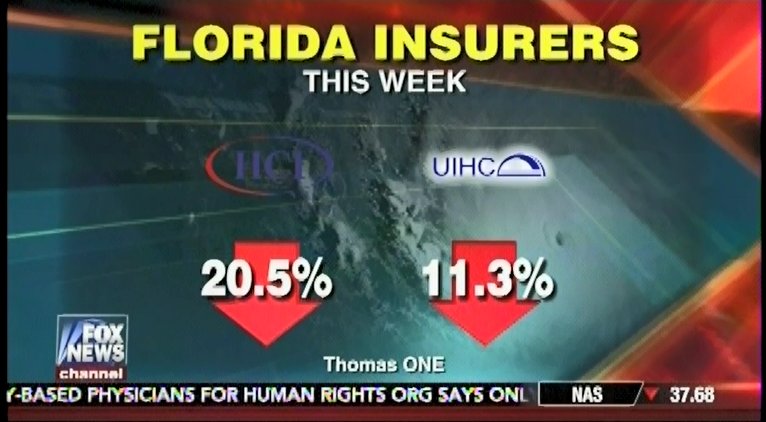 FLORIDA INSURERS
THIS WEEK
HCI
UIHC
20.5%
11.3%
Thomas ONE
FOX
NEWS
channel
Y-BASED PHYSICIANS FOR HUMAN RIGHTS ORG SAYS ONL
NAS
37.68